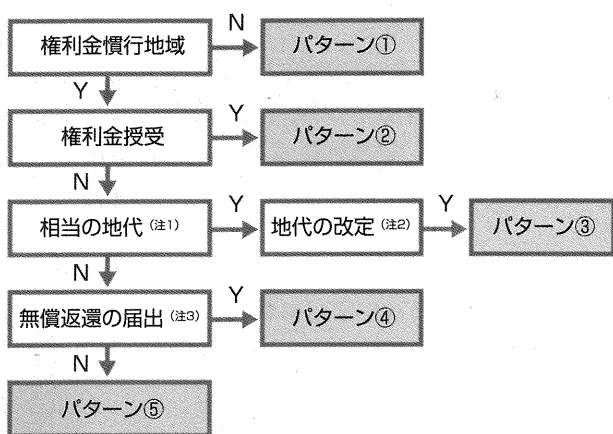 権利金慣行地域 N パターン①
Y
権利金授受 Y パターン②
N
相当の地代（注1） Y 地代の改定（注2） Y パターン③
N
無償返還の届出（注3） Y パターン④
N
パターン⑤